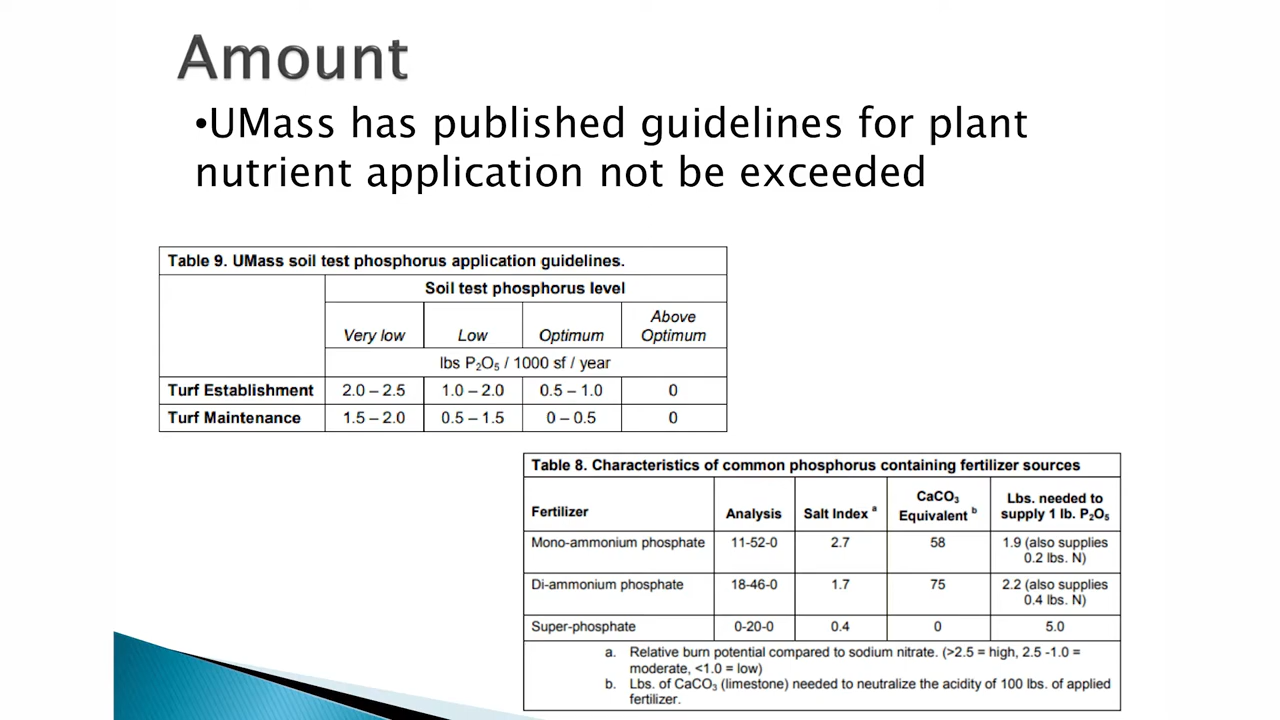 Amount
•UMass has published guidelines for plant
nutrient application not be exceeded
Table 9. UMass soil test phosphorus application guidelines.
Soil test phosphorus level
Very low Low Optimum Above Optimum
lbs P₂O₅ / 1000 sf / year
Turf Establishment 2.0 – 2.5 1.0 – 2.0 0.5 – 1.0 0
Turf Maintenance 1.5 – 2.0 0.5 – 1.5 0 – 0.5 0
Table 8. Characteristics of common phosphorus containing fertilizer sources
Fertilizer Analysis Salt Index ᵃ CaCO₃ Equivalent ᵇ Lbs. needed to supply 1 lb. P₂O₅
Mono-ammonium phosphate 11-52-0 2.7 58 1.9 (also supplies 0.2 lbs. N)
Di-ammonium phosphate 18-46-0 1.7 75 2.2 (also supplies 0.4 lbs. N)
Super-phosphate 0-20-0 0.4 0 5.0
a. Relative burn potential compared to sodium nitrate. (>2.5 = high, 2.5 -1.0 =
moderate, <1.0 = low)
b. Lbs. of CaCO₃ (limestone) needed to neutralize the acidity of 100 lbs. of applied
fertilizer.